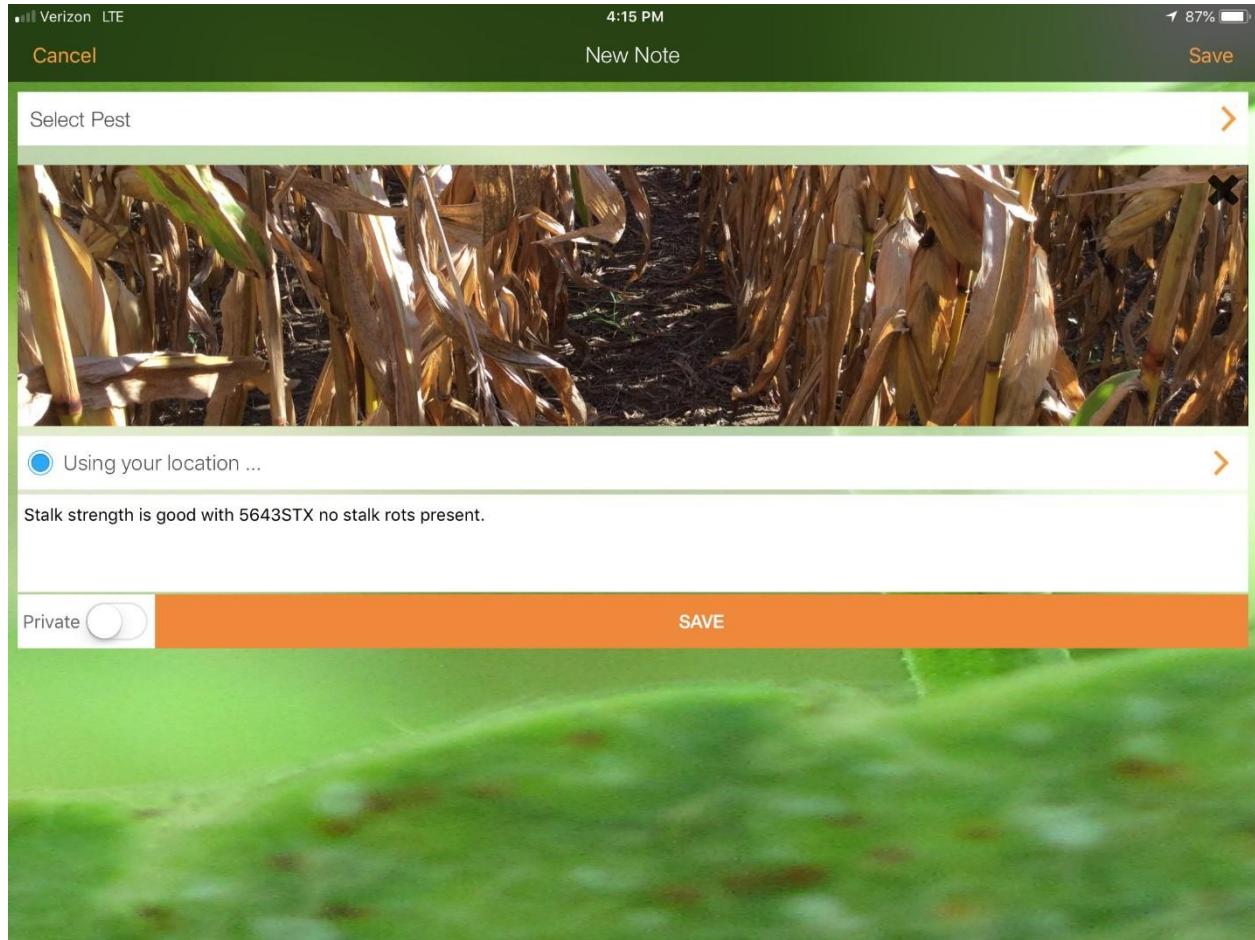 Verizon LTE 4:15 PM 87%
Cancel New Note Save
Select Pest
Using your location ...
Stalk strength is good with 5643STX no stalk rots present.
Private SAVE